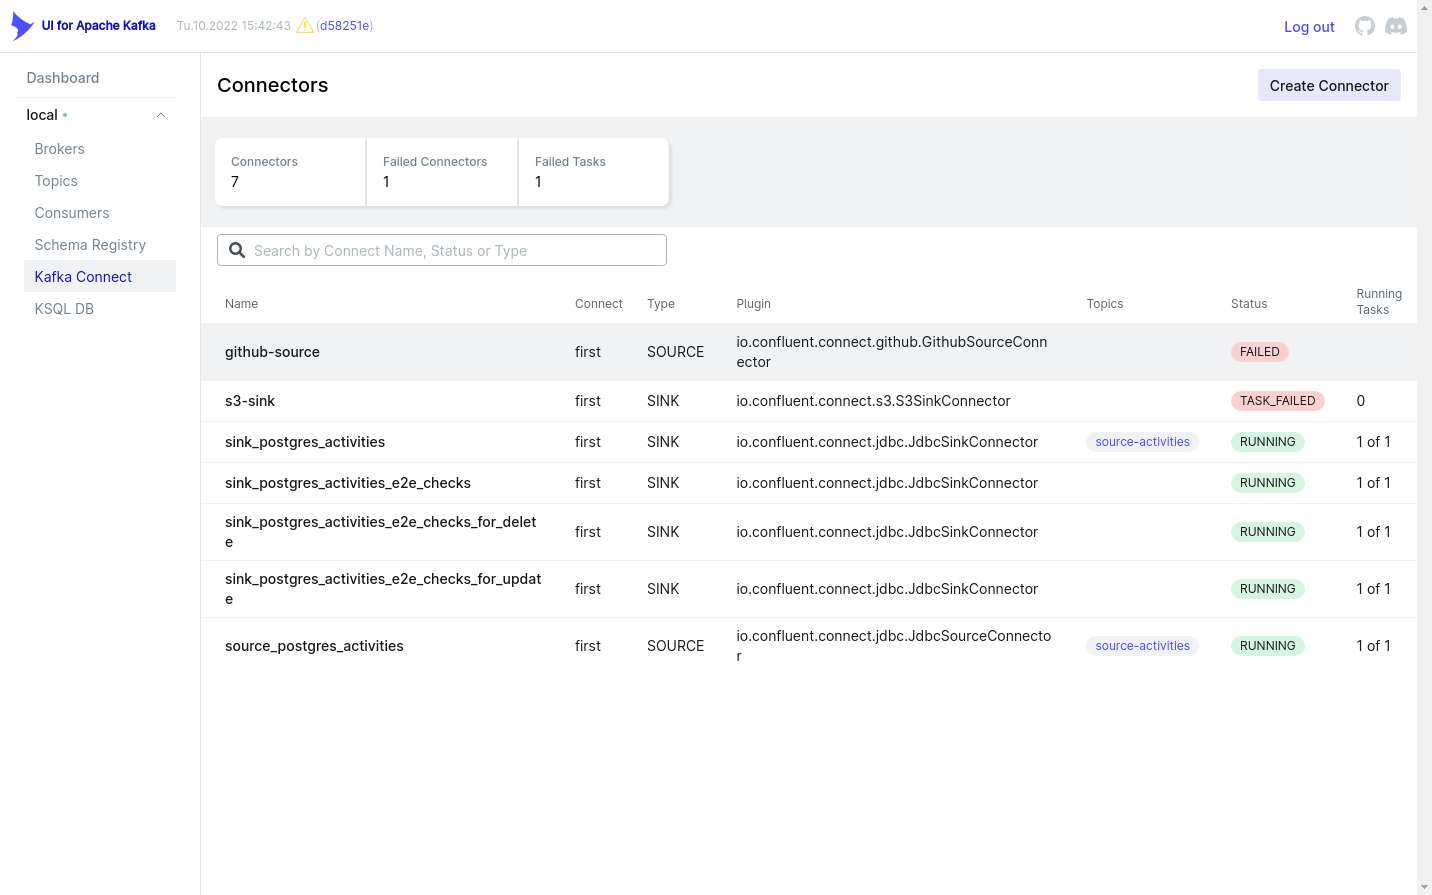 UI for Apache Kafka Tu.10.2022 15:42:43 (d58251e) Log out
Dashboard
local
Brokers
Topics
Consumers
Schema Registry
Kafka Connect
KSQL DB
Connectors Create Connector
Connectors Failed Connectors Failed Tasks
7 1 1
Search by Connect Name, Status or Type
Name Connect Type Plugin Topics Status Running
Tasks
github-source first SOURCE io.confluent.connect.github.GithubSourceConn
ector FAILED
s3-sink first SINK io.confluent.connect.s3.S3SinkConnector TASK_FAILED 0
sink_postgres_activities first SINK io.confluent.connect.jdbc.JdbcSinkConnector source-activities RUNNING 1 of 1
sink_postgres_activities_e2e_checks first SINK io.confluent.connect.jdbc.JdbcSinkConnector RUNNING 1 of 1
sink_postgres_activities_e2e_checks_for_delet
e first SINK io.confluent.connect.jdbc.JdbcSinkConnector RUNNING 1 of 1
sink_postgres_activities_e2e_checks_for_updat
e first SINK io.confluent.connect.jdbc.JdbcSinkConnector RUNNING 1 of 1
source_postgres_activities first SOURCE io.confluent.connect.jdbc.JdbcSourceConnecto
r source-activities RUNNING 1 of 1